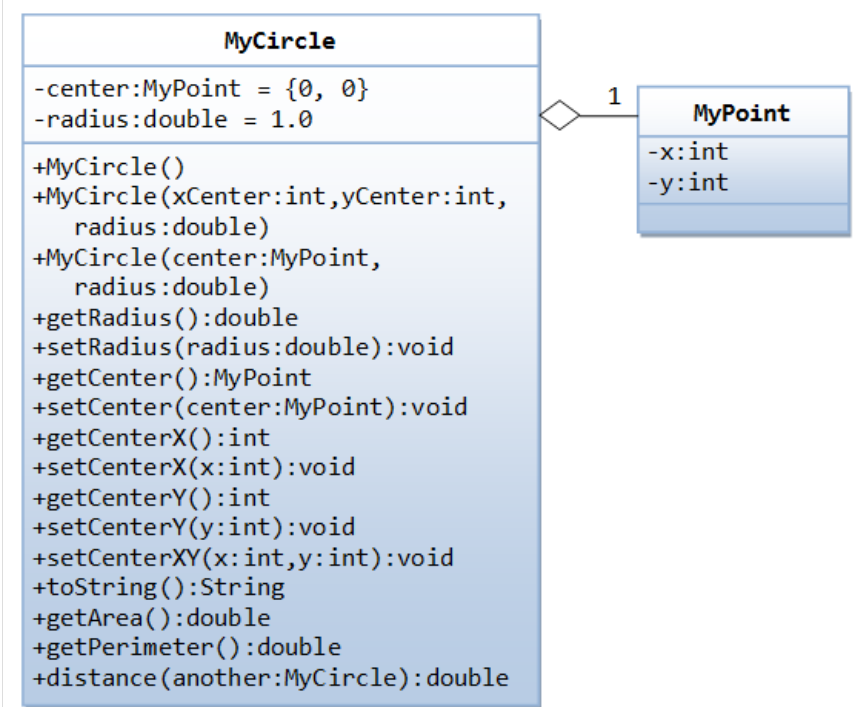 MyCircle
-center:MyPoint = {0, 0}
-radius:double = 1.0
+MyCircle()
+MyCircle(xCenter:int,yCenter:int,
radius:double)
+MyCircle(center:MyPoint,
radius:double)
+getRadius():double
+setRadius(radius:double):void
+getCenter():MyPoint
+setCenter(center:MyPoint):void
+getCenterX():int
+setCenterX(x:int):void
+getCenterY():int
+setCenterY(y:int):void
+setCenterXY(x:int,y:int):void
+toString():String
+getArea():double
+getPerimeter():double
+distance(another:MyCircle):double
1
MyPoint
-x:int
-y:int